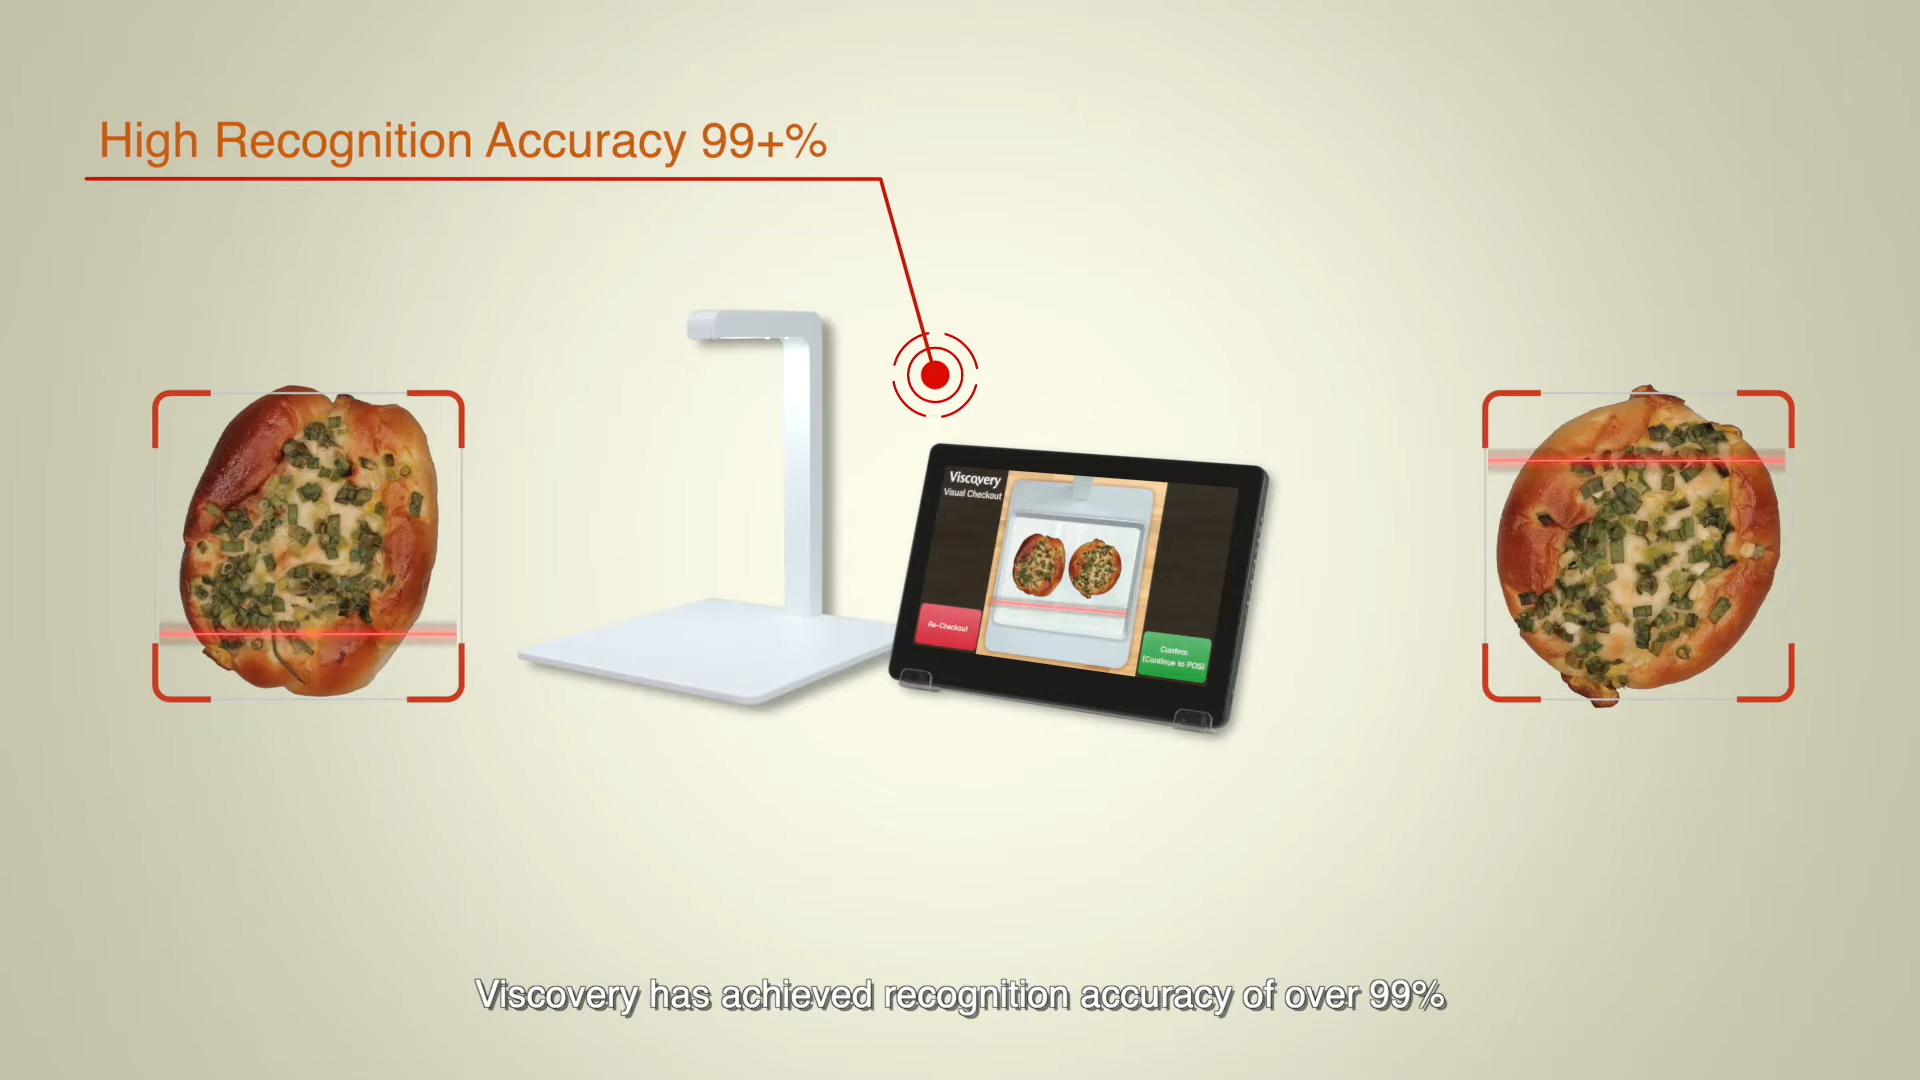 High Recognition Accuracy 99+%
Viscovery
Visual Checkout
Re-Checkout
Confirm
(Continue to POS)
Viscovery has achieved recognition accuracy of over 99%